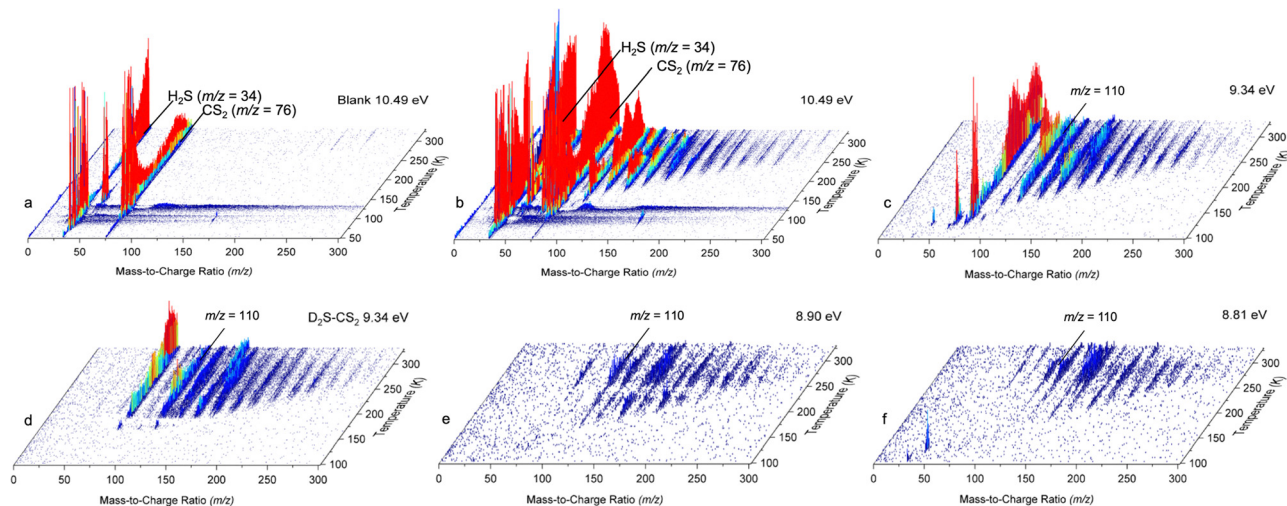 H₂S (m/z = 34)
CS₂ (m/z = 76)
Blank 10.49 eV
a
300
250
200
150
100
50
Temperature (K)
0 50 100 150 200 250 300
Mass-to-Charge Ratio (m/z)
H₂S (m/z = 34)
CS₂ (m/z = 76)
10.49 eV
b
300
250
200
150
100
50
Temperature (K)
0 50 100 150 200 250 300
Mass-to-Charge Ratio (m/z)
m/z = 110
9.34 eV
c
300
250
200
150
100
Temperature (K)
0 50 100 150 200 250 300
Mass-to-Charge Ratio (m/z)
m/z = 110
D₂S-CS₂ 9.34 eV
d
300
250
200
150
100
Temperature (K)
0 50 100 150 200 250 300
Mass-to-Charge Ratio (m/z)
m/z = 110
8.90 eV
e
300
250
200
150
100
Temperature (K)
0 50 100 150 200 250 300
Mass-to-Charge Ratio (m/z)
m/z = 110
8.81 eV
f
300
250
200
150
100
Temperature (K)
0 50 100 150 200 250 300
Mass-to-Charge Ratio (m/z)